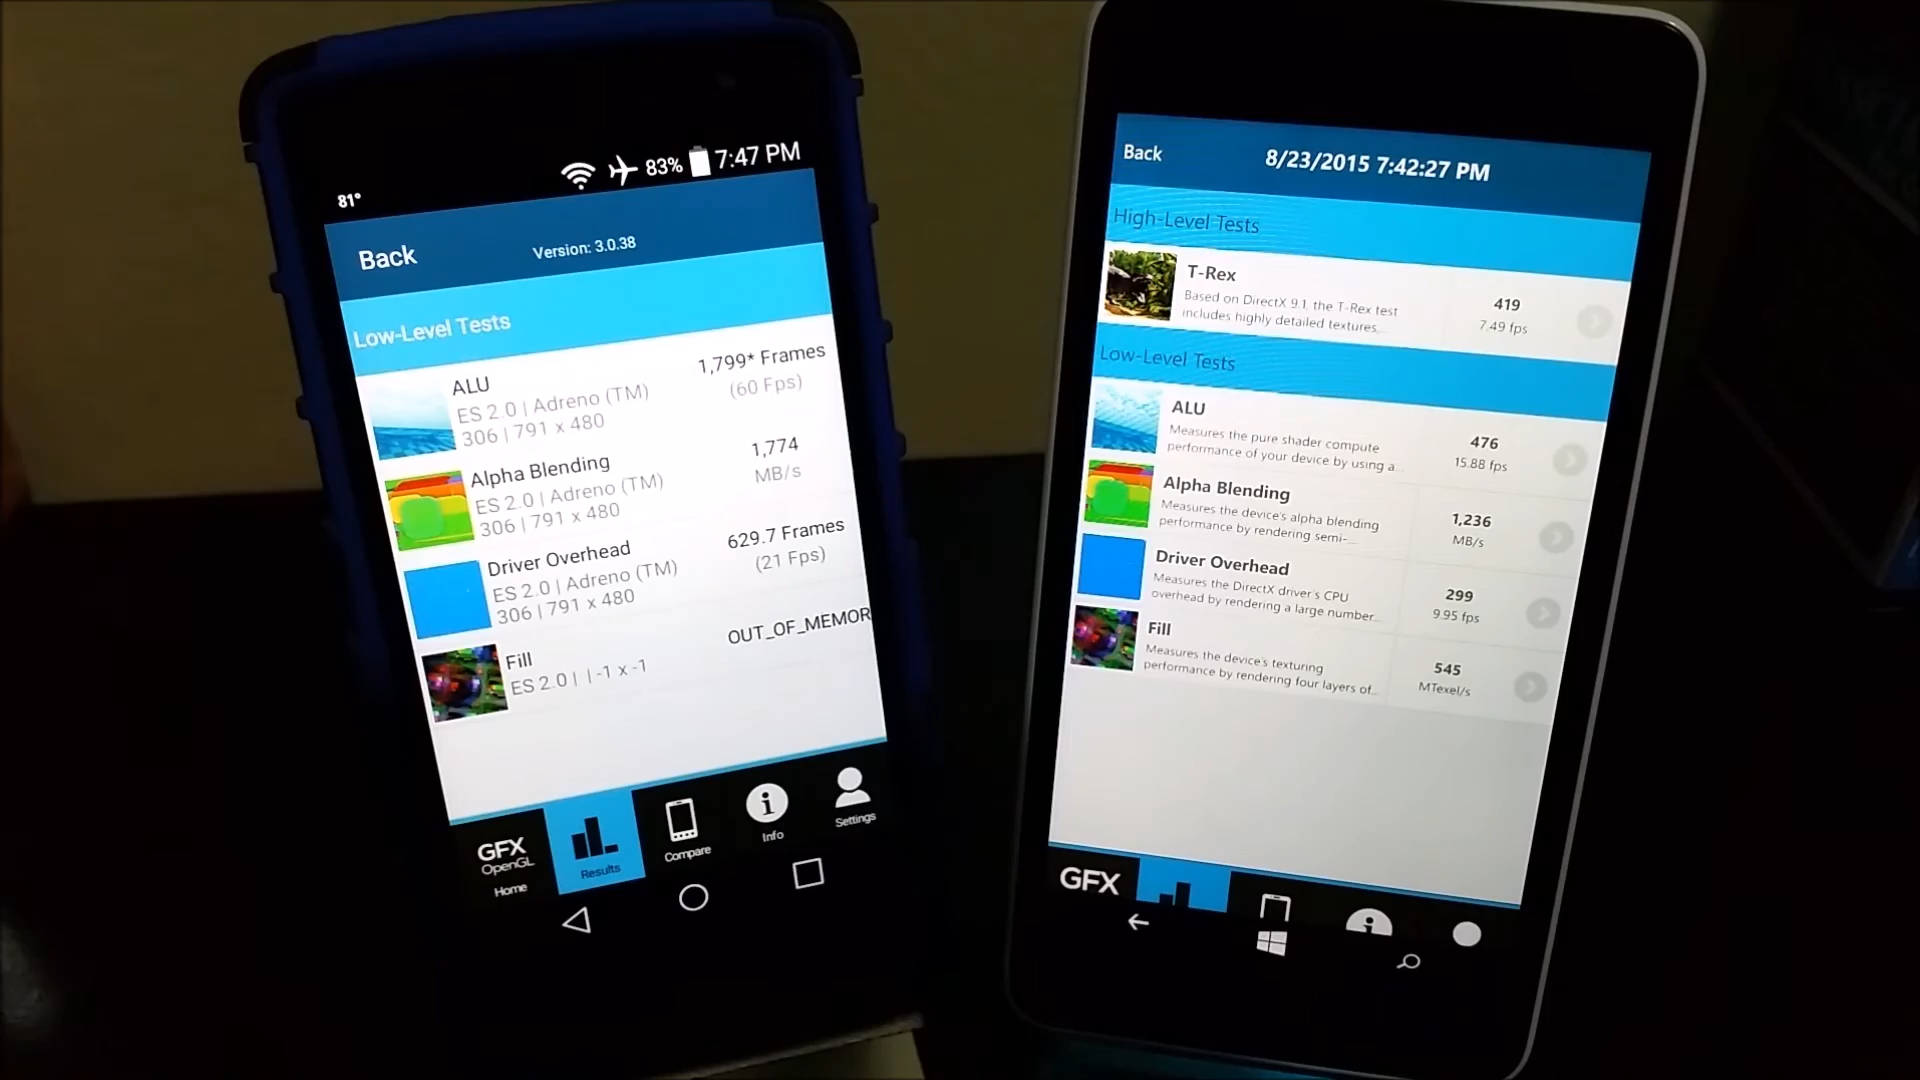 81°
83%
7:47 PM
Back
Version: 3.0.38
Low-Level Tests
ALU
ES 2.0 | Adreno (TM)
306 | 791 x 480
1,799* Frames
(60 Fps)
Alpha Blending
ES 2.0 | Adreno (TM)
306 | 791 x 480
1,774
MB/s
Driver Overhead
ES 2.0 | Adreno (TM)
306 | 791 x 480
629.7 Frames
(21 Fps)
Fill
ES 2.0 | | -1 x -1
OUT_OF_MEMOR
GFX
OpenGL
Home
Results
Compare
Info
Settings
Back
8/23/2015 7:42:27 PM
High-Level Tests
T-Rex
Based on DirectX 9.1, the T-Rex test
includes highly detailed textures,...
419
7.49 fps
Low-Level Tests
ALU
Measures the pure shader compute
performance of your device by using a...
476
15.88 fps
Alpha Blending
Measures the device's alpha blending
performance by rendering semi-...
1,236
MB/s
Driver Overhead
Measures the DirectX driver's CPU
overhead by rendering a large number...
299
9.95 fps
Fill
Measures the device's texturing
performance by rendering four layers of...
545
MTexel/s
GFX